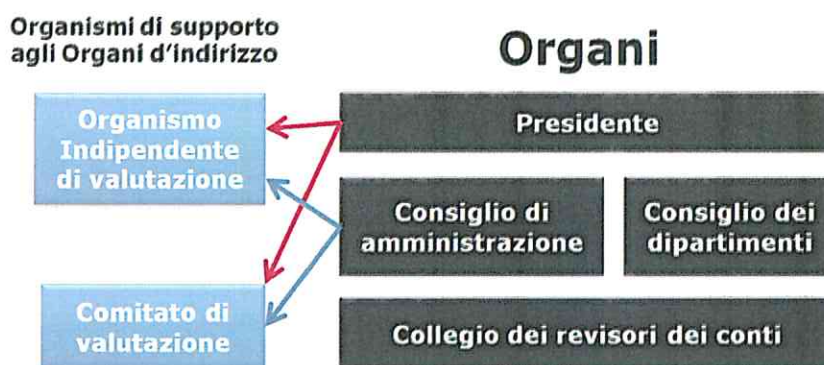 Organismi di supporto
agli Organi d'indirizzo
Organi
Organismo
Indipendente
di valutazione
Presidente
Consiglio di
amministrazione
Consiglio dei
dipartimenti
Comitato di
valutazione
Collegio dei revisori dei conti